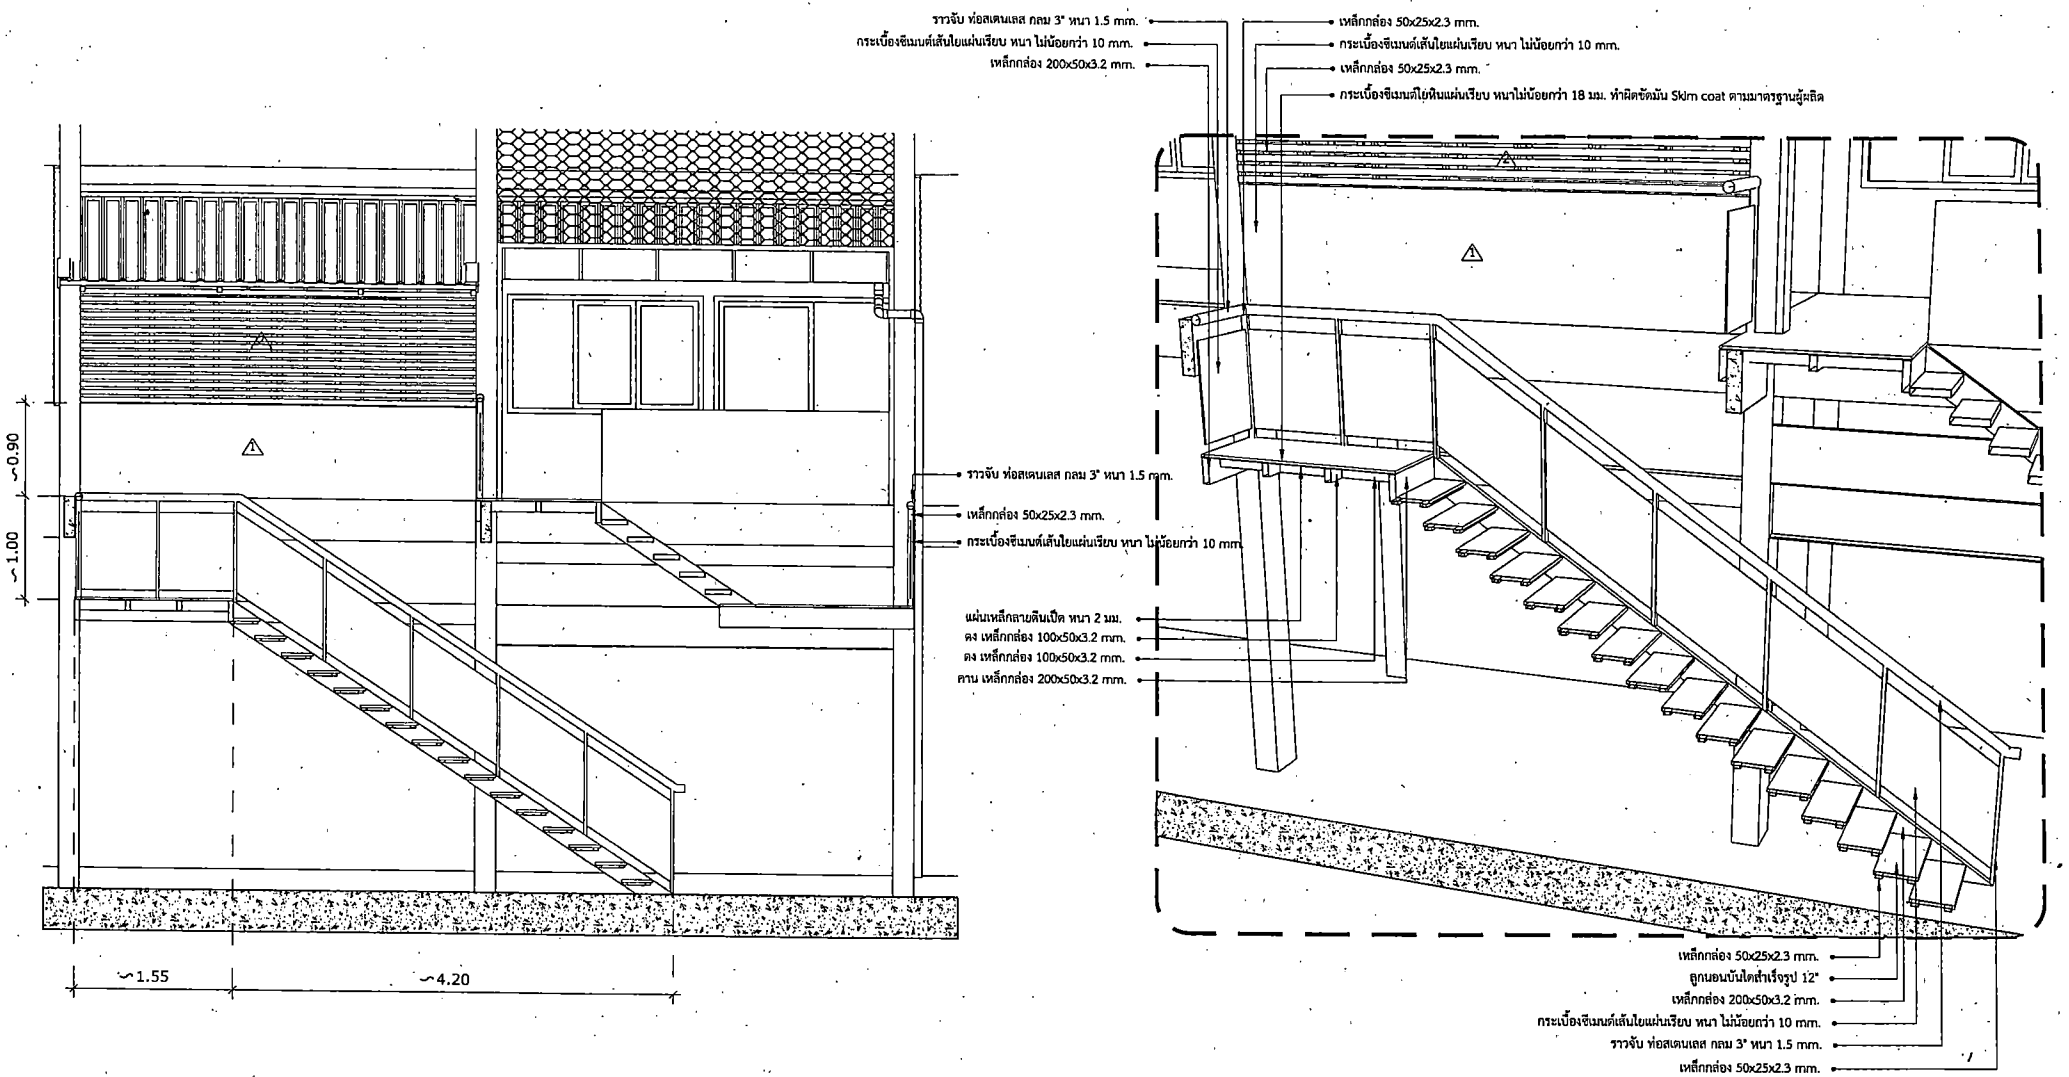 ราวจับ ท่อสเตนเลส กลม 3" หนา 1.5 mm.
กระเบื้องซีเมนต์เส้นใยแผ่นเรียบ หนา ไม่น้อยกว่า 10 mm.
เหล็กกล่อง 200x50x3.2 mm.
เหล็กกล่อง 50x25x2.3 mm.
กระเบื้องซีเมนต์เส้นใยแผ่นเรียบ หนา ไม่น้อยกว่า 10 mm.
เหล็กกล่อง 50x25x2.3 mm.
กระเบื้องซีเมนต์ใยหินแผ่นเรียบ หนาไม่น้อยกว่า 18 มม. ทำผิตขัดมัน Skim coat ตามมาตรฐานผู้ผลิต
2
1
1
~0.90
~1.00
ราวจับ ท่อสเตนเลส กลม 3" หนา 1.5 mm.
เหล็กกล่อง 50x25x2.3 mm.
กระเบื้องซีเมนต์เส้นใยแผ่นเรียบ หนา ไม่น้อยกว่า 10 mm.
แผ่นเหล็กลายตีนเป็ด หนา 2 มม.
ตง เหล็กกล่อง 100x50x3.2 mm.
ตง เหล็กกล่อง 100x50x3.2 mm.
คาน เหล็กกล่อง 200x50x3.2 mm.
~1.55
~4.20
เหล็กกล่อง 50x25x2.3 mm.
ลูกนอนบันไดสำเร็จรูป 12"
เหล็กกล่อง 200x50x3.2 mm.
กระเบื้องซีเมนต์เส้นใยแผ่นเรียบ หนา ไม่น้อยกว่า 10 mm.
ราวจับ ท่อสเตนเลส กลม 3" หนา 1.5 mm.
เหล็กกล่อง 50x25x2.3 mm.